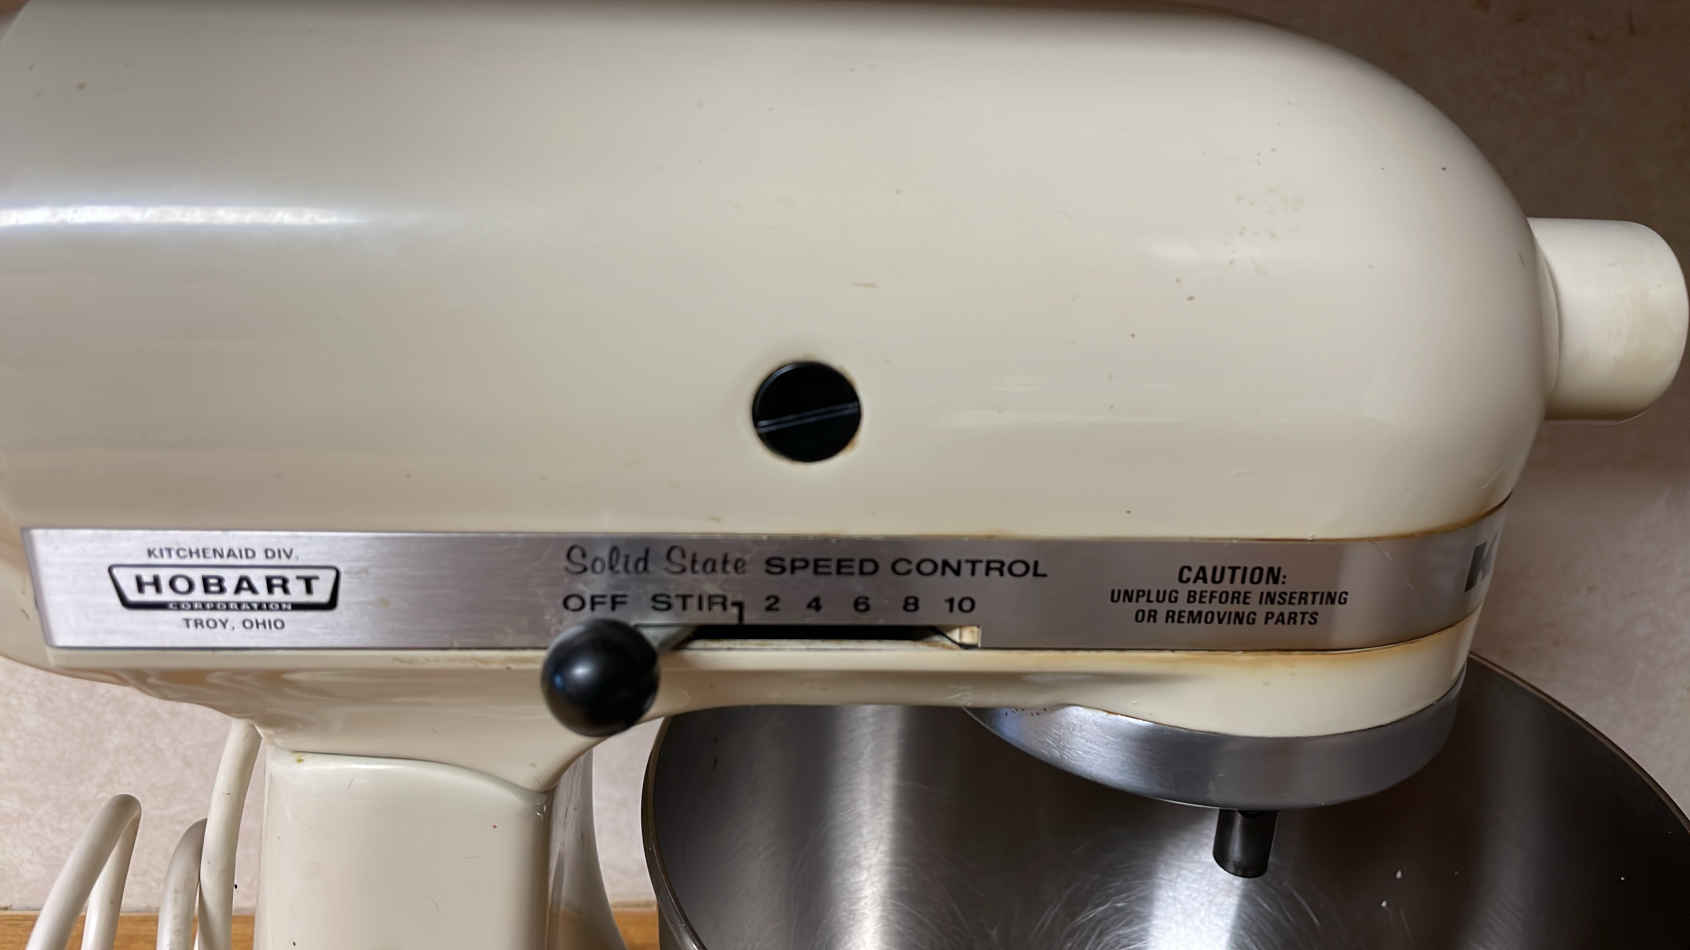 KITCHENAID DIV.
HOBART
CORPORATION
TROY, OHIO
Solid State SPEED CONTROL
OFF STIR 2 4 6 8 10
CAUTION:
UNPLUG BEFORE INSERTING
OR REMOVING PARTS
K